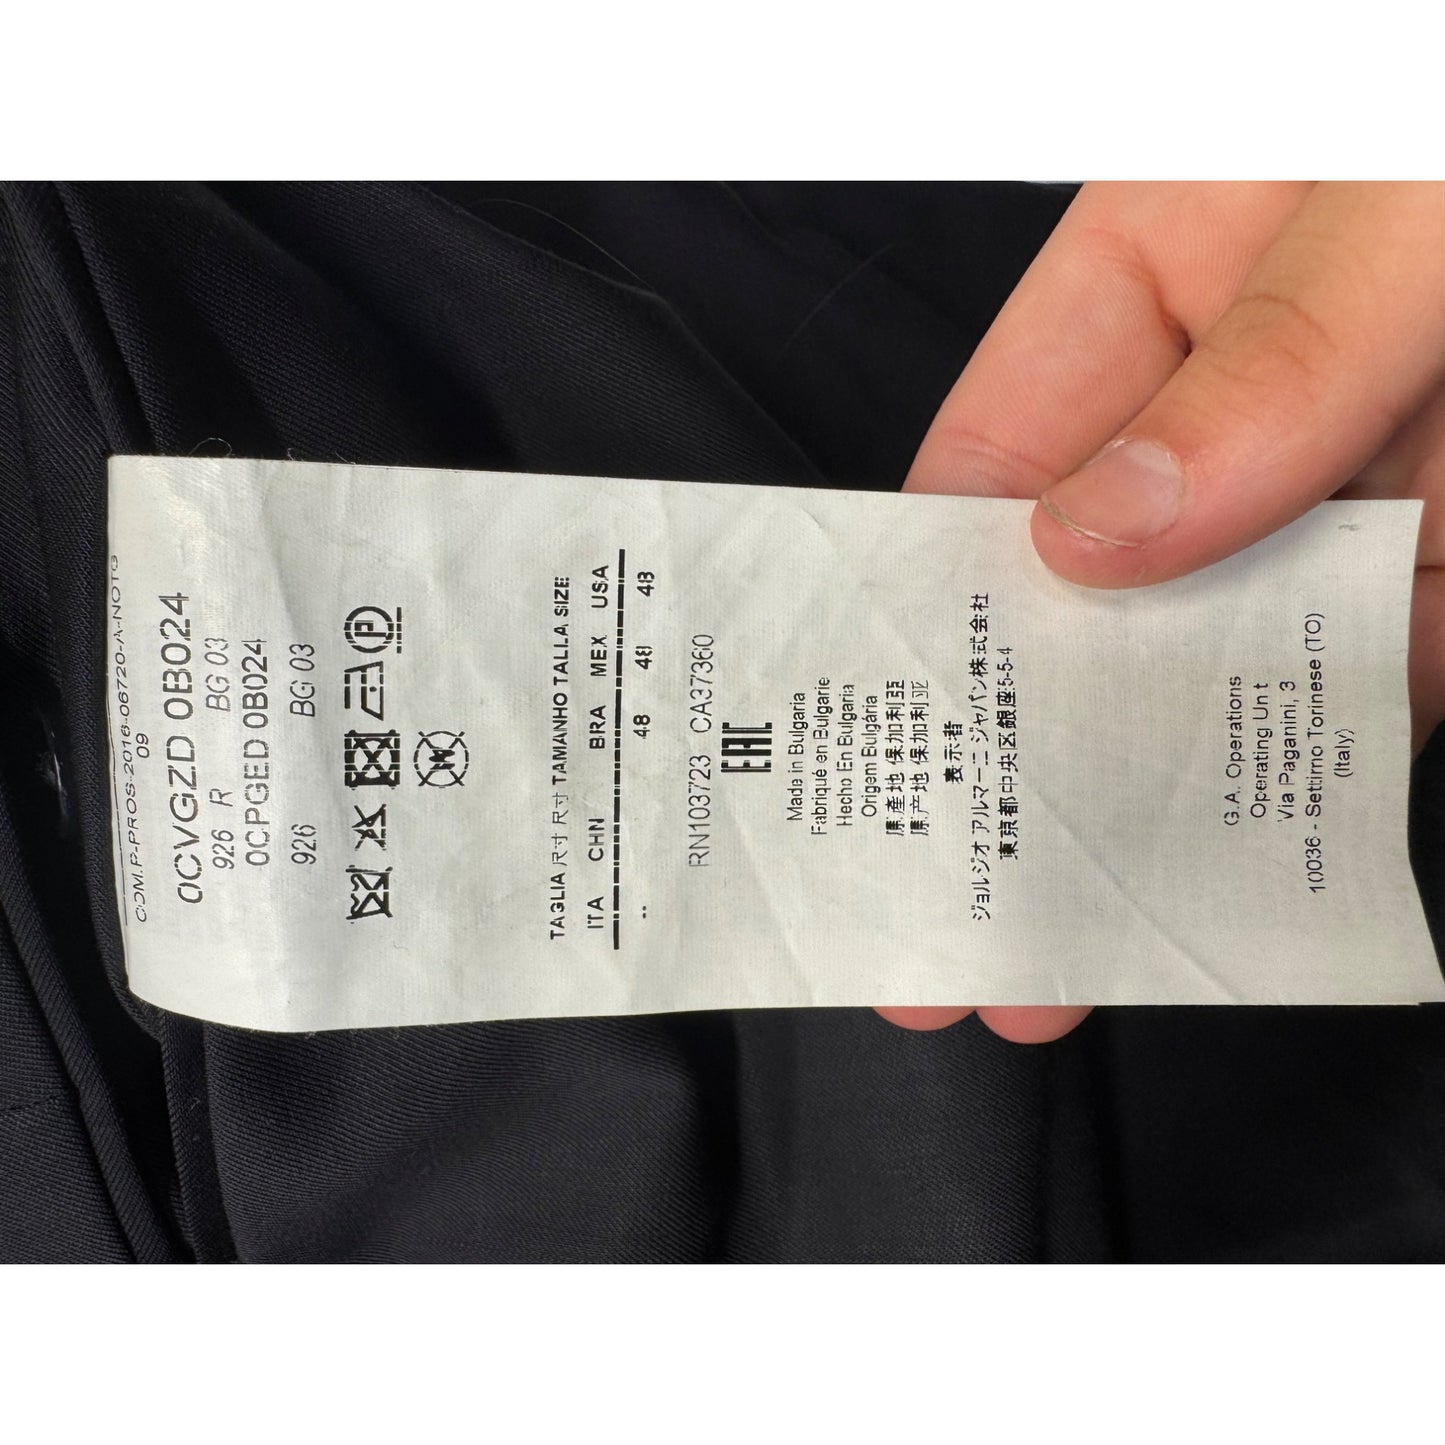 COM.P-PROS-2016-06720-A-NOTG
09
0CVGZD 0B024
926 R BG 03
0CPGED 0B024
926 BG 03
W
P
TAGLIA 尺寸 尺寸 TAMANHO TALLA SIZE:
ITA CHN BRA MEX USA
-- 48 48 48
RN103723 CA37360
EAC
Made in Bulgaria
Fabriqué en Bulgarie
Hecho En Bulgaria
Origem Bulgária
原產地 保加利亞
原产地 保加利亚
表示者
ジョルジオ アルマーニ ジャパン株式会社
東京都中央区銀座5-5-4
G.A. Operations
Operating Unit
Via Paganini, 3
10036 - Settimo Torinese (TO)
(Italy)